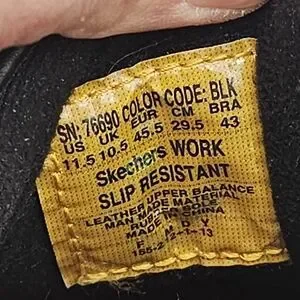 SN: 76690 COLOR CODE: BLK
US UK EUR CM BRA
11.5 10.5 45.5 29.5 43
Skechers WORK
SLIP RESISTANT
LEATHER UPPER BALANCE
MAN MADE MATERIAL
RUBBER SOLE
MADE IN CHINA
F M D Y